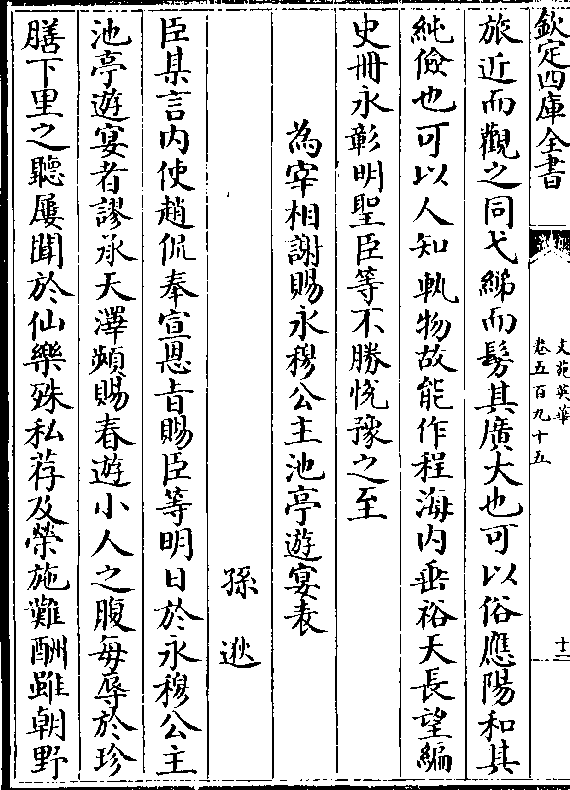 欽定四庫全書
文苑英華
卷五百九十五
十二
旅近而觀之同弋綈而髣其廣大也可以俗應陽和其
純儉也可以人知軌物故能作程海内垂裕天長望編
史冊永彰明聖臣等不勝悅豫之至
為宰相謝賜永穆公主池亭遊宴表
孫逖
臣某言内使趙侃奉宣恩旨賜臣等明日於永穆公主
池亭遊宴者謬承天澤頻賜春遊小人之腹每辱於珍
膳下里之聽屢聞於仙樂殊私荐及榮施難酬雖朝野